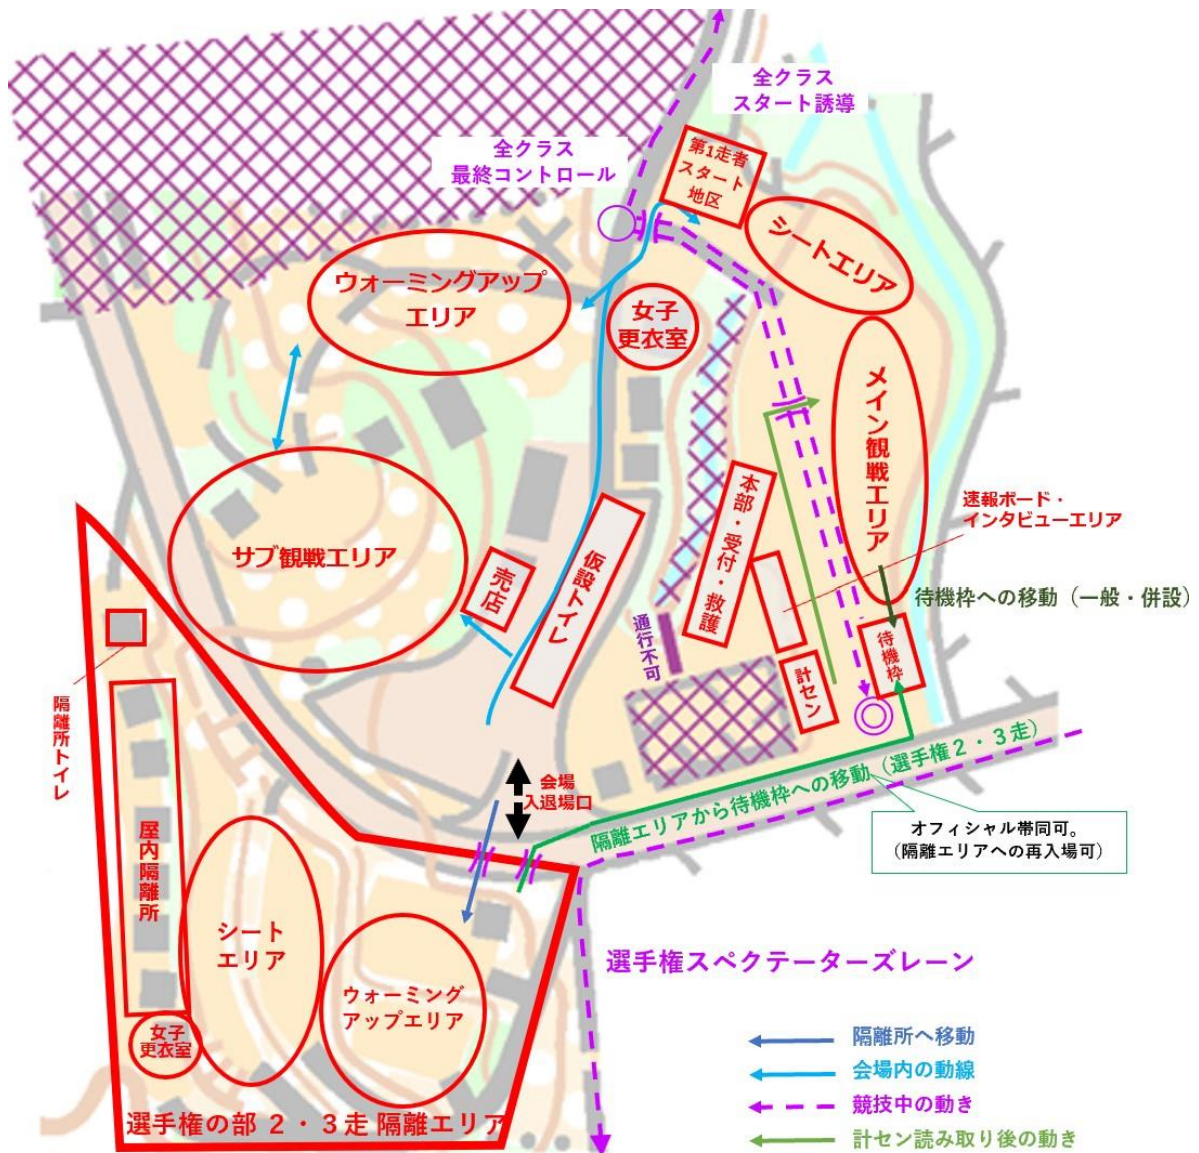 全クラス
スタート誘導
全クラス
最終コントロール
第1走者
スタート
地区
シートエリア
ウォーミングアップ
エリア
女子
更衣室
メイン観戦エリア
速報ボード・
インタビューエリア
本部・受付・救護
サブ観戦エリア
売店
仮設トイレ
通行不可
計セン
待機枠
待機枠への移動（一般・併設）
隔離所トイレ
会場
入退場口
隔離エリアから待機枠への移動（選手権２・３走）
オフィシャル帯同可。
（隔離エリアへの再入場可）
屋内隔離所
シート
エリア
ウォーミング
アップエリア
女子
更衣室
選手権の部 ２・３走 隔離エリア
選手権スペクテーターズレーン
隔離所へ移動
会場内の動線
競技中の動き
計セン読み取り後の動き